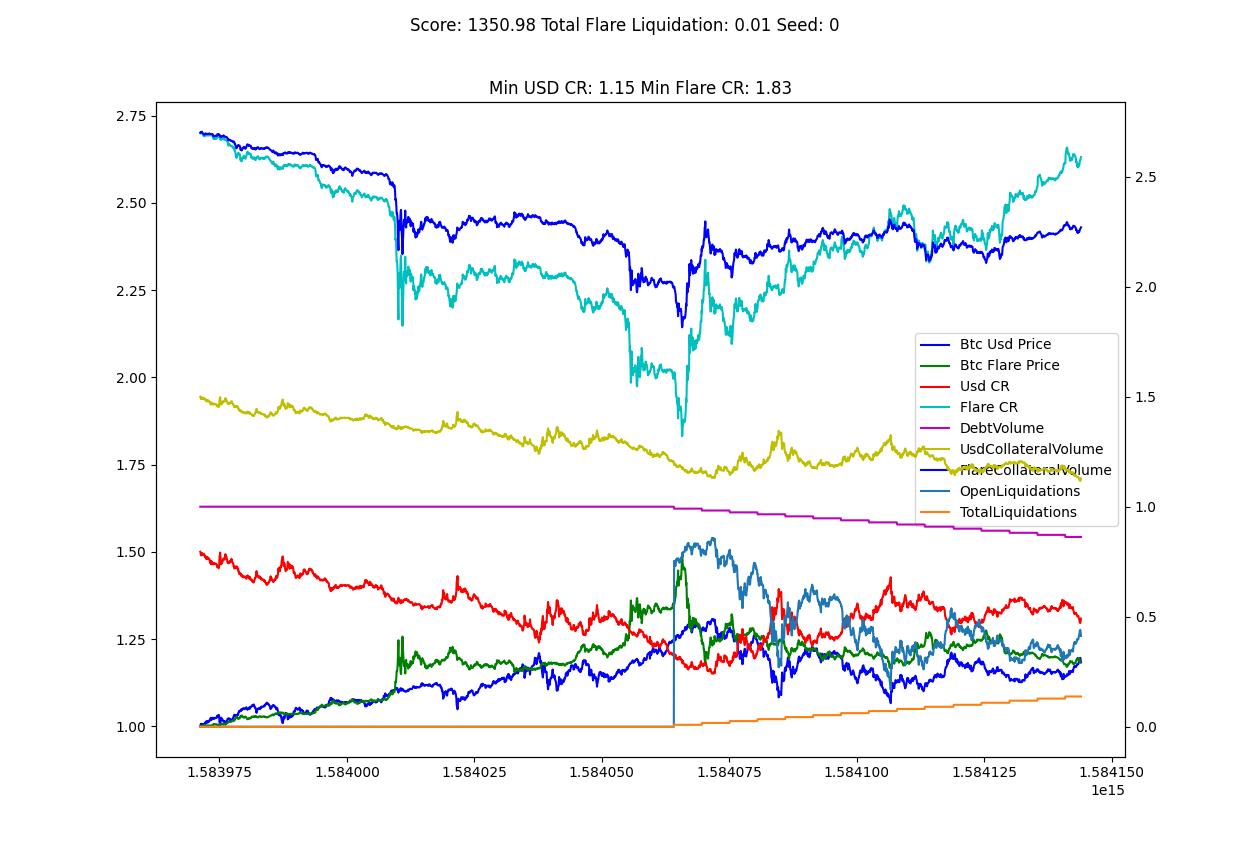 Score: 1350.98 Total Flare Liquidation: 0.01 Seed: 0
Min USD CR: 1.15 Min Flare CR: 1.83
2.75
2.50
2.25
2.00
1.75
1.50
1.25
1.00
2.5
2.0
1.5
1.0
0.5
0.0
Btc Usd Price
Btc Flare Price
Usd CR
Flare CR
DebtVolume
UsdCollateralVolume
FlareCollateralVolume
OpenLiquidations
TotalLiquidations
1.583975 1.584000 1.584025 1.584050 1.584075 1.584100 1.584125 1.584150
1e15